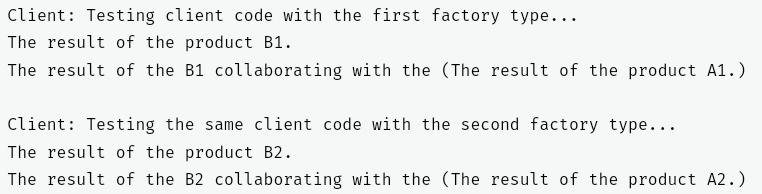 Client: Testing client code with the first factory type...
The result of the product B1.
The result of the B1 collaborating with the (The result of the product A1.)
Client: Testing the same client code with the second factory type...
The result of the product B2.
The result of the B2 collaborating with the (The result of the product A2.)